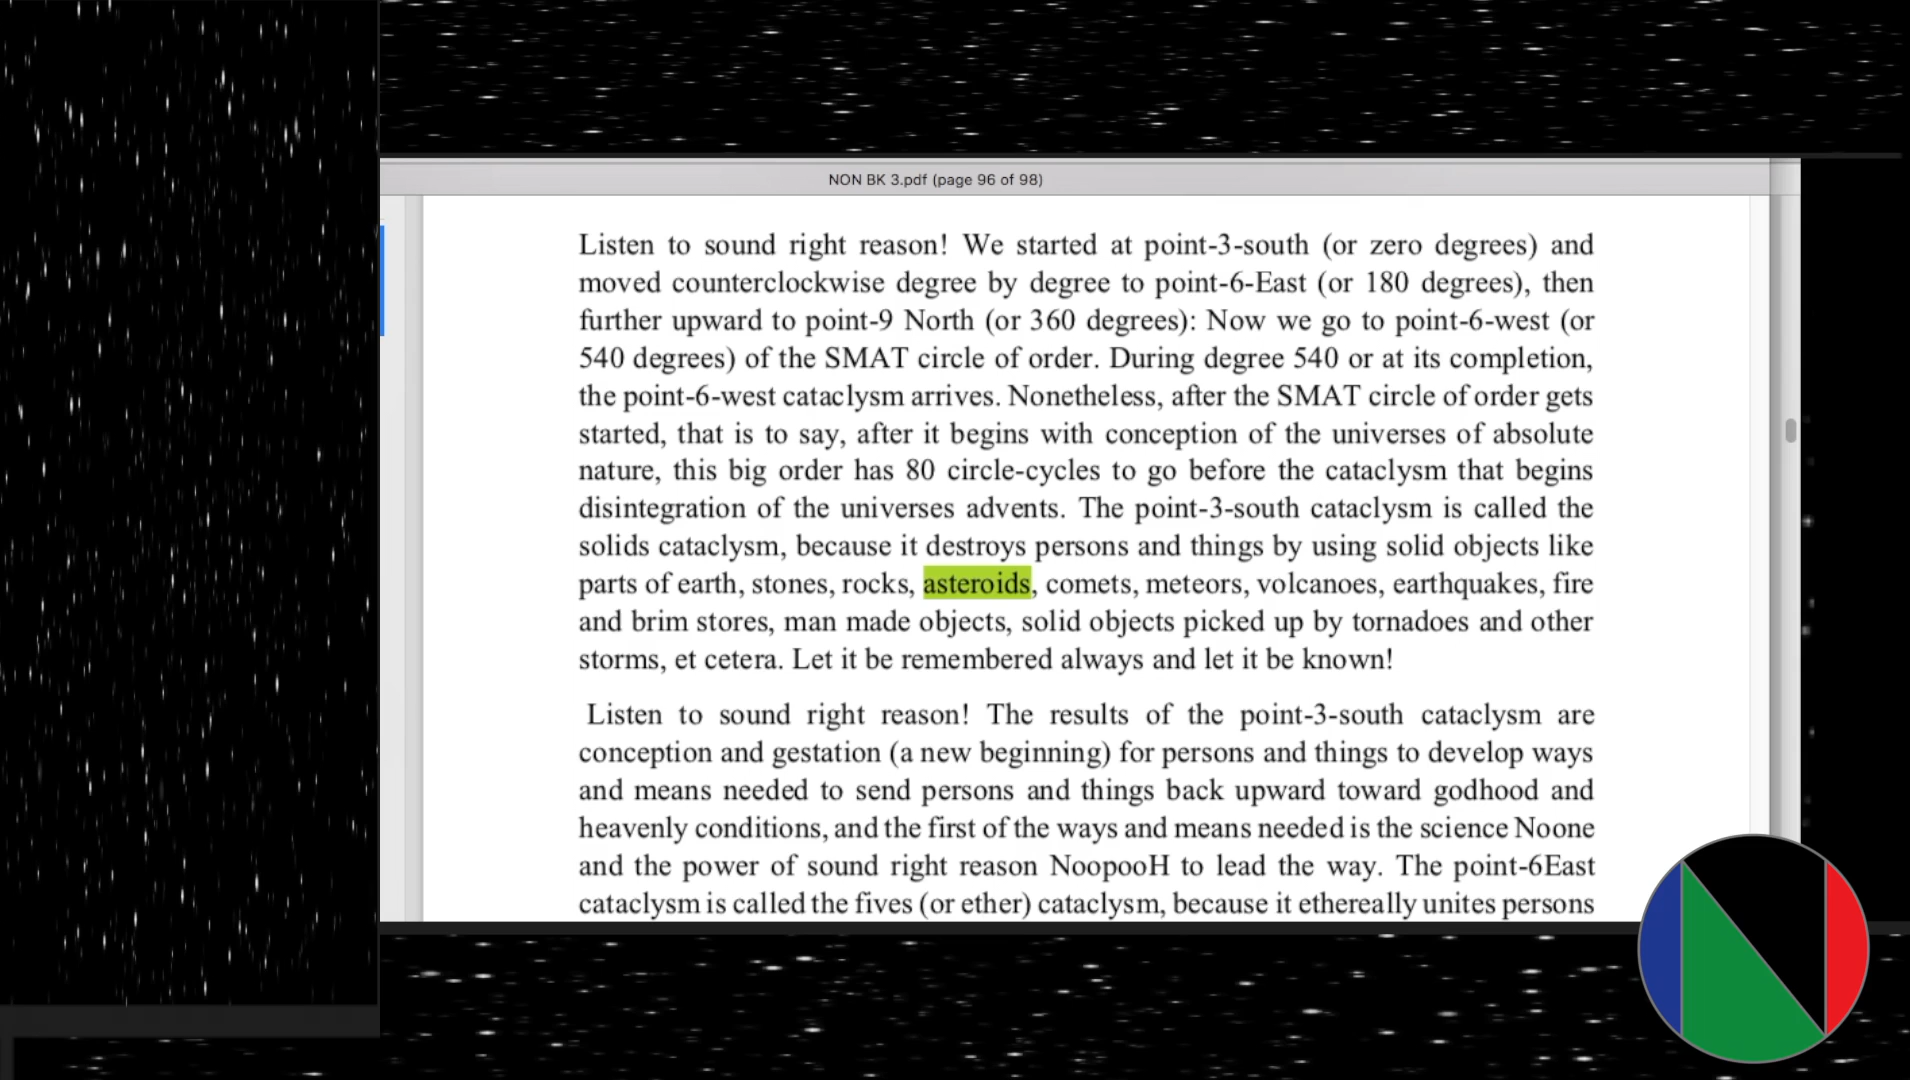 NON BK 3.pdf (page 96 of 98)
Listen to sound right reason! We started at point-3-south (or zero degrees) and
moved counterclockwise degree by degree to point-6-East (or 180 degrees), then
further upward to point-9 North (or 360 degrees): Now we go to point-6-west (or
540 degrees) of the SMAT circle of order. During degree 540 or at its completion,
the point-6-west cataclysm arrives. Nonetheless, after the SMAT circle of order gets
started, that is to say, after it begins with conception of the universes of absolute
nature, this big order has 80 circle-cycles to go before the cataclysm that begins
disintegration of the universes advents. The point-3-south cataclysm is called the
solids cataclysm, because it destroys persons and things by using solid objects like
parts of earth, stones, rocks, asteroids, comets, meteors, volcanoes, earthquakes, fire
and brim stores, man made objects, solid objects picked up by tornadoes and other
storms, et cetera. Let it be remembered always and let it be known!
Listen to sound right reason! The results of the point-3-south cataclysm are
conception and gestation (a new beginning) for persons and things to develop ways
and means needed to send persons and things back upward toward godhood and
heavenly conditions, and the first of the ways and means needed is the science Noone
and the power of sound right reason NoopooH to lead the way. The point-6East
cataclysm is called the fives (or ether) cataclysm, because it ethereally unites persons